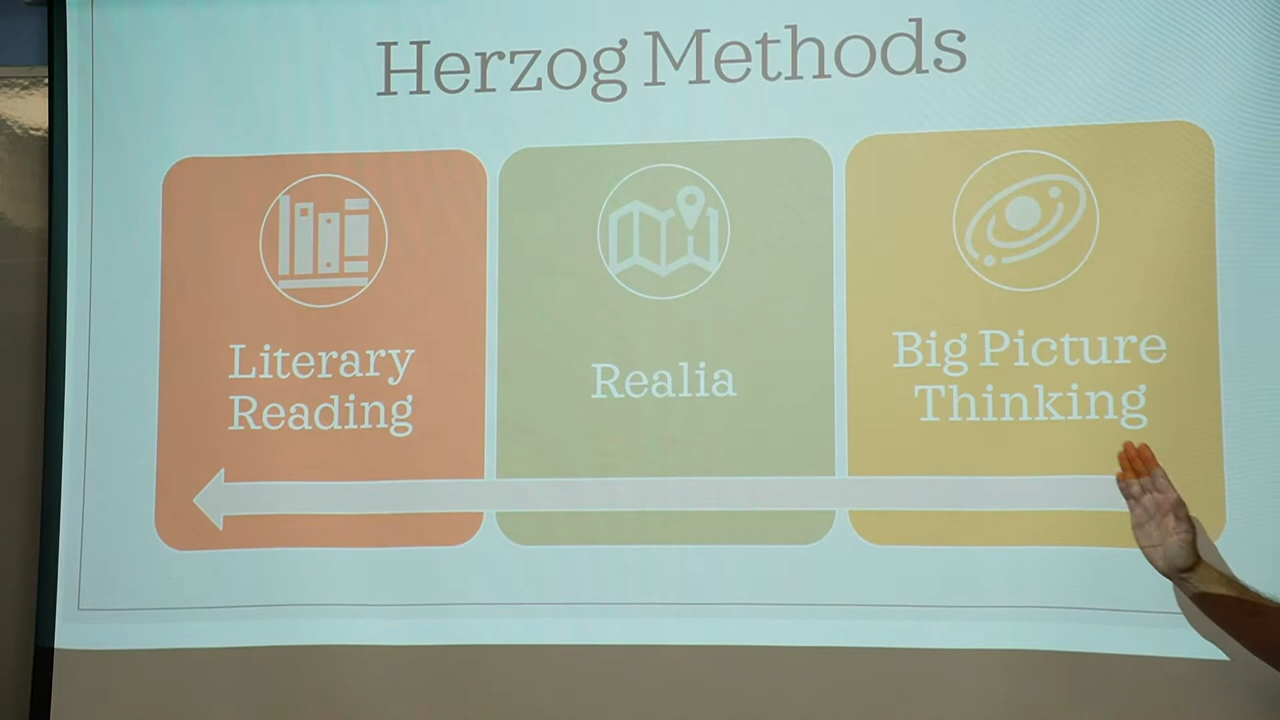 Herzog Methods
Literary
Reading
Realia
Big Picture
Thinking